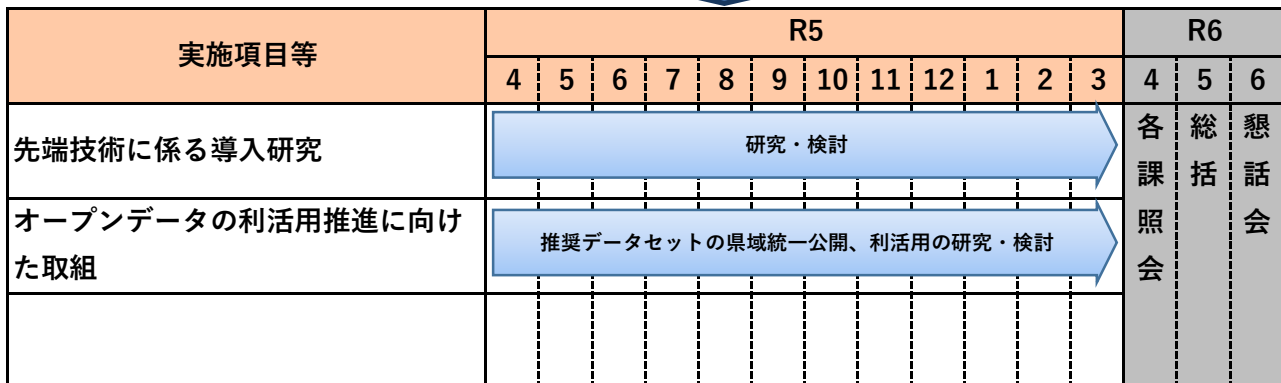 実施項目等
R5
R6
4 5 6 7 8 9 10 11 12 1 2 3 4 5 6
先端技術に係る導入研究
研究・検討
オープンデータの利活用推進に向け
た取組
推奨データセットの県域統一公開、利活用の研究・検討
各課照会
総括
懇話会